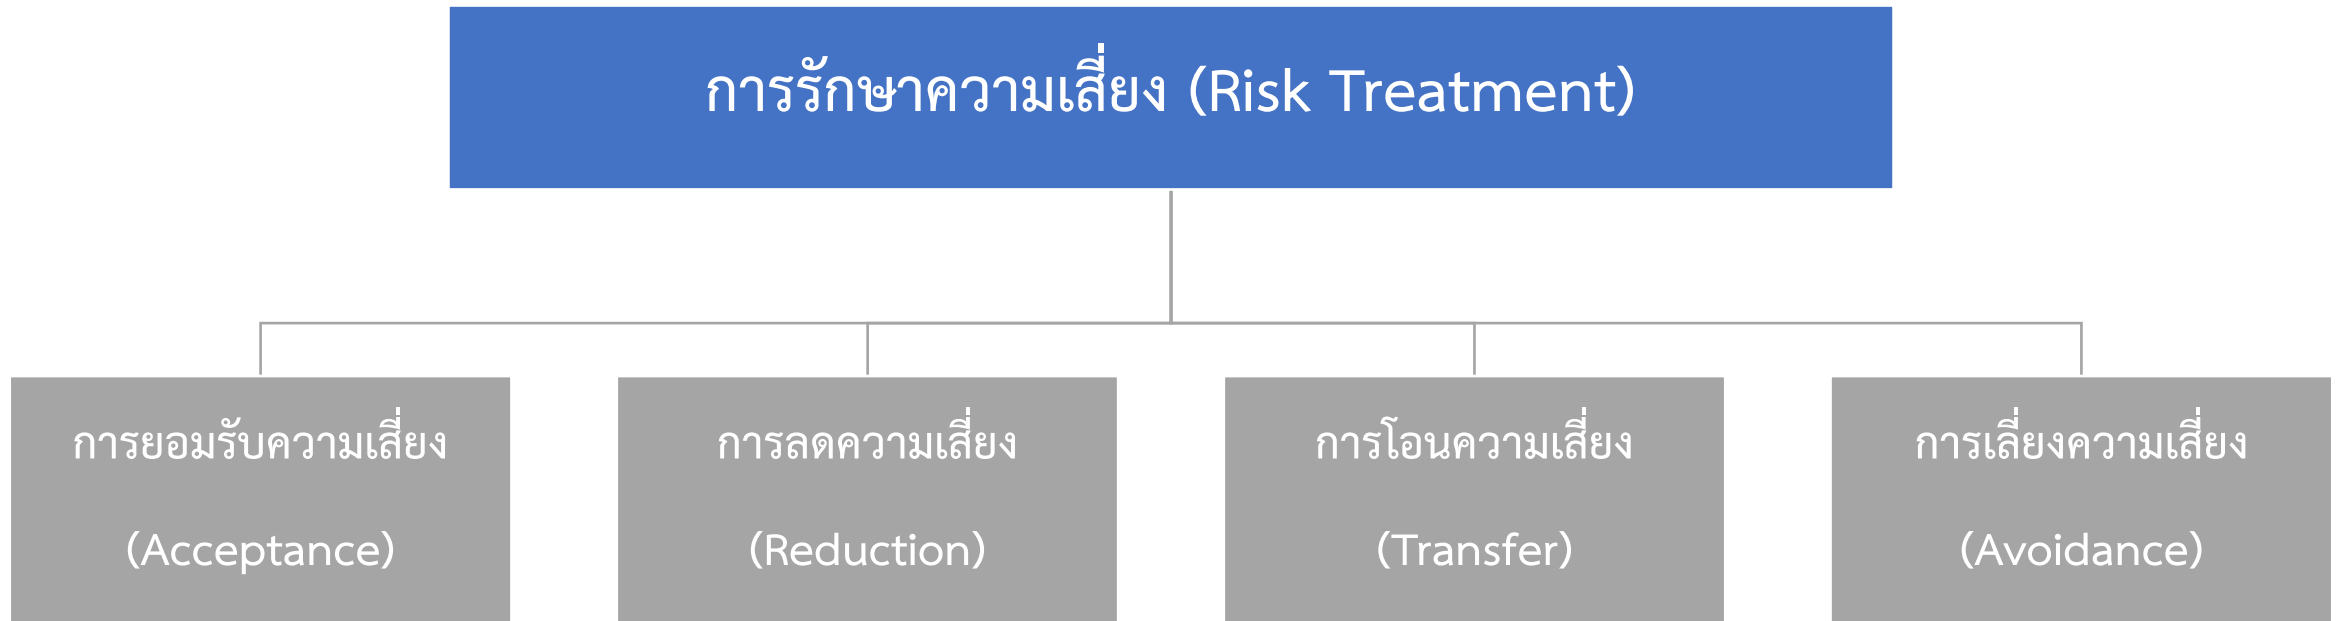 การรักษาความเสี่ยง (Risk Treatment)
การยอมรับความเสี่ยง
(Acceptance)
การลดความเสี่ยง
(Reduction)
การโอนความเสี่ยง
(Transfer)
การเลี่ยงความเสี่ยง
(Avoidance)